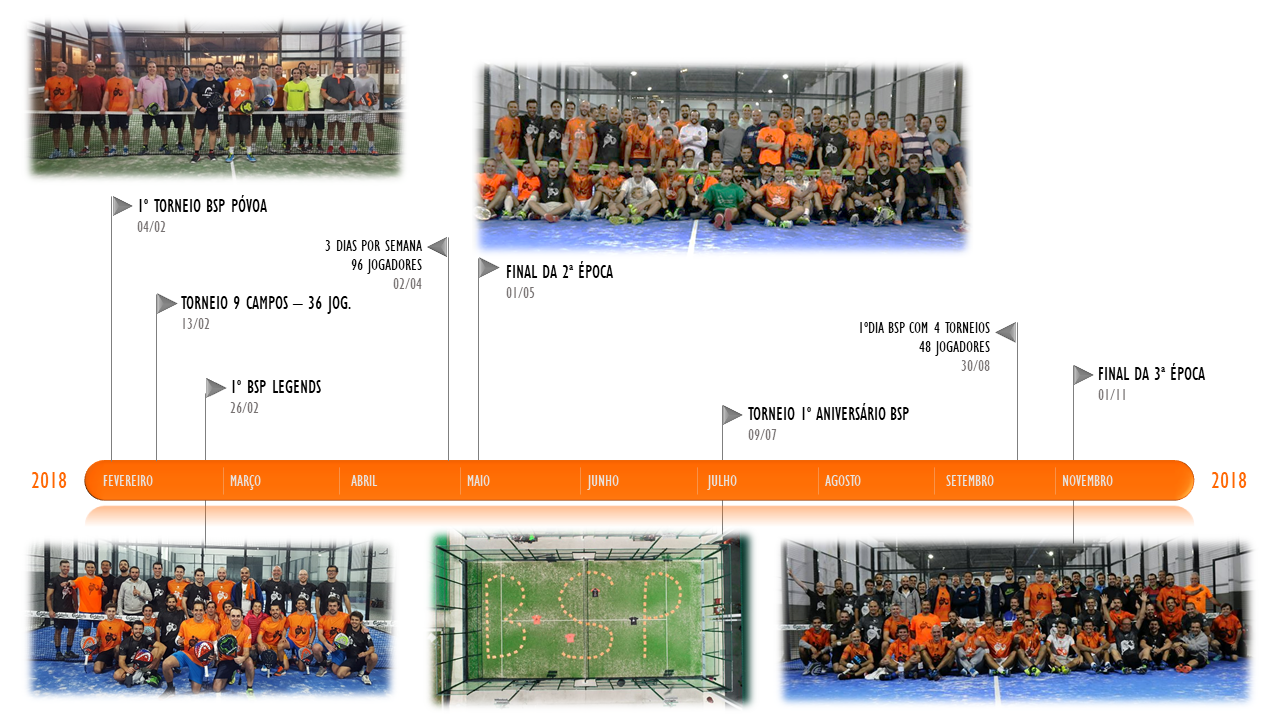 1º TORNEIO BSP PÓVOA
04/02
3 DIAS POR SEMANA
96 JOGADORES
02/04
FINAL DA 2ª ÉPOCA
01/05
TORNEIO 9 CAMPOS – 36 JOG.
13/02
1ºDIA BSP COM 4 TORNEIOS
48 JOGADORES
30/08
1º BSP LEGENDS
26/02
FINAL DA 3ª ÉPOCA
01/11
TORNEIO 1º ANIVERSÁRIO BSP
09/07
2018 FEVEREIRO MARÇO ABRIL MAIO JUNHO JULHO AGOSTO SETEMBRO NOVEMBRO 2018
BSP